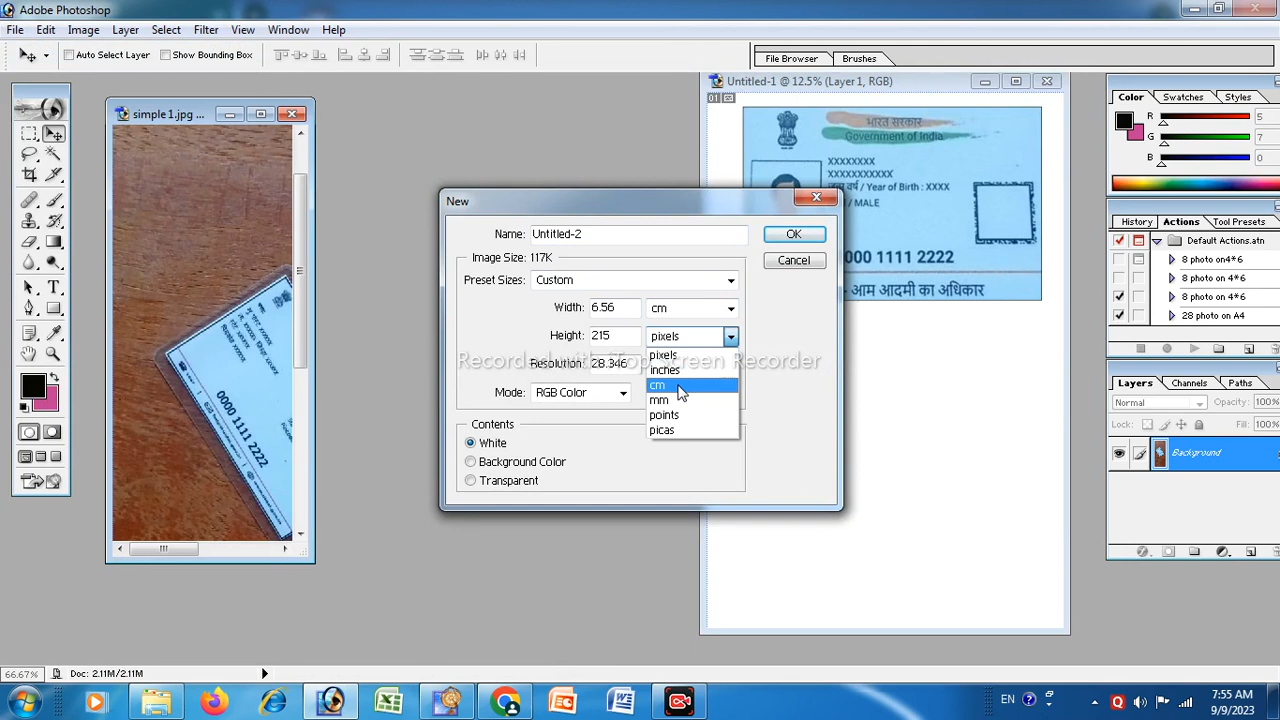 Adobe Photoshop
File Edit Image Layer Select Filter View Window Help
Auto Select Layer Show Bounding Box
File Browser Brushes
simple1.jpg ...
Untitled-1 @ 12.5% (Layer 1, RGB)
01
भारत सरकार
Government of India
XXXXXXXX
XXXXXXXXXXX
वर्ष / Year of Birth : XXXX
/ MALE
000 1111 2222
- आम आदमी का अधिकार
0000 1111 2222
New
Name: Untitled-2
OK
Image Size: 117K
Cancel
Preset Sizes: Custom
Width: 6.56 cm
Height: 215 pixels
Resolution: 28.346
Mode: RGB Color
pixels
inches
cm
mm
points
picas
Contents
White
Background Color
Transparent
Color Swatches Styles
R 5
G 7
B 0
History Actions Tool Presets
Default Actions.atn
8 photo on4*6
8 photo on 4*6
8 photo on 4*6
28 photo on A4
Layers Channels Paths
Normal Opacity: 100%
Lock: Fill: 100
Background
66.67% Doc: 2.11M/2.11M
EN
7:55 AM
9/9/2023